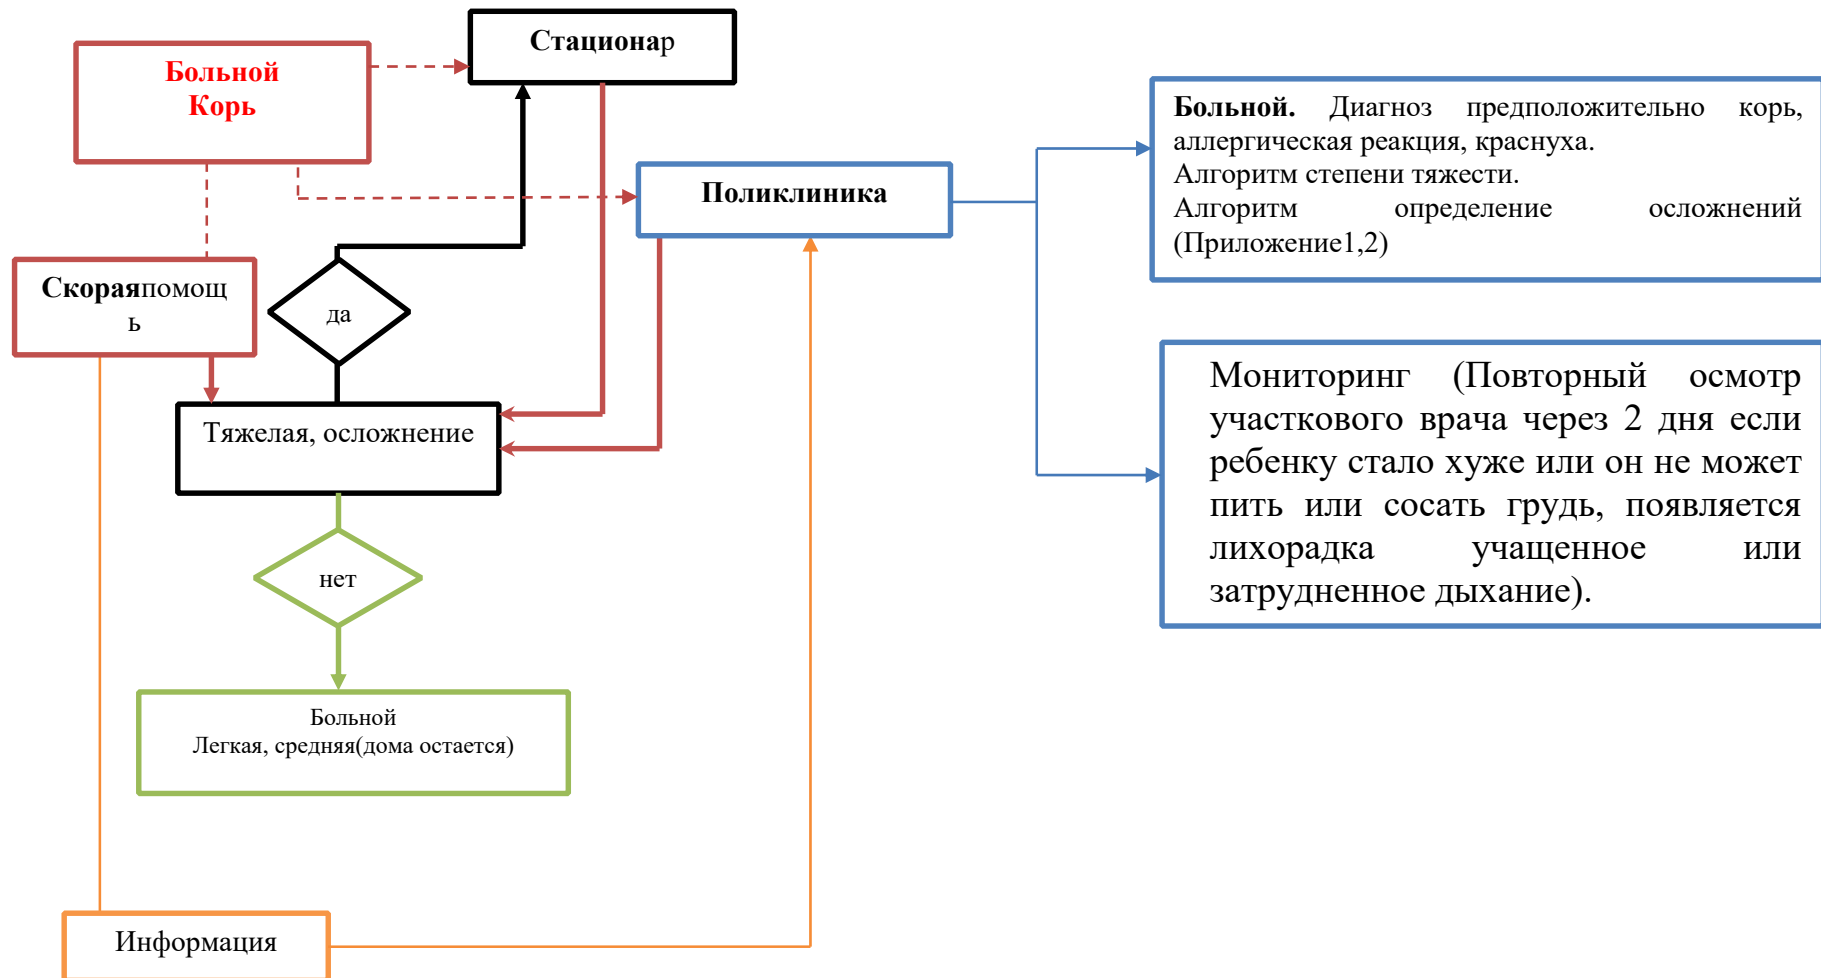 Стационар
Больной
Корь
Больной. Диагноз предположительно корь,
аллергическая реакция, краснуха.
Алгоритм степени тяжести.
Алгоритм определение осложнений
(Приложение1,2)
Поликлиника
Скораяпомощ
ь
да
Тяжелая, осложнение
Мониторинг (Повторный осмотр
участкового врача через 2 дня если
ребенку стало хуже или он не может
пить или сосать грудь, появляется
лихорадка учащенное или
затрудненное дыхание).
нет
Больной
Легкая, средняя(дома остается)
Информация